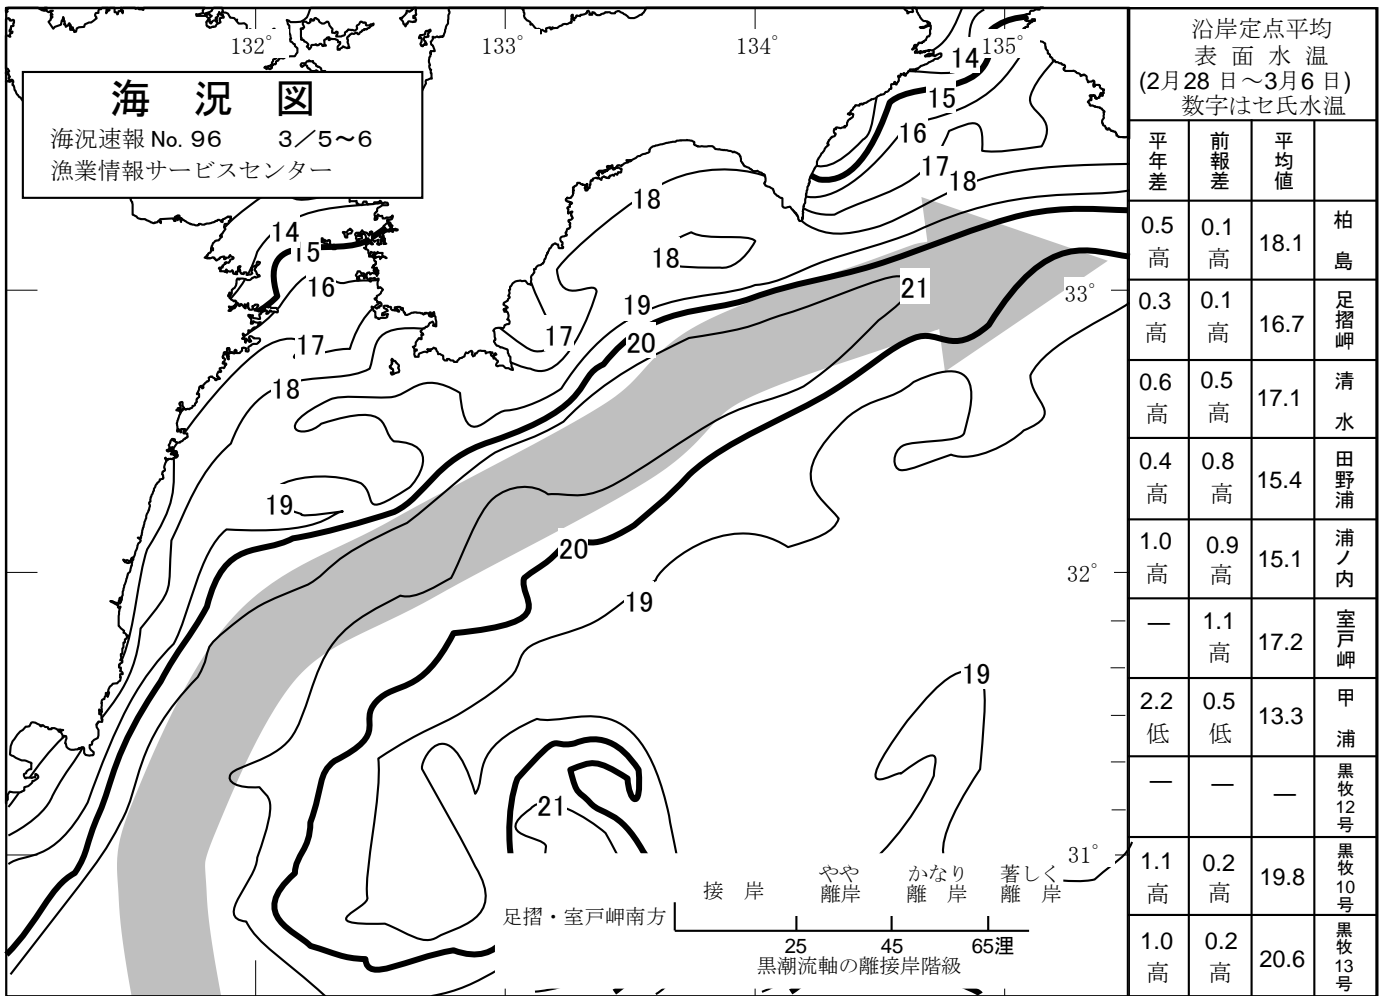 海 況 図
海況速報 No. 96 3／5～6
漁業情報サービスセンター
132°
133°
134°
135°
14
15
16
17
18
18
18
14
15
16
17
18
17
19
20
21
33°
19
20
19
32°
19
21
31°
足摺・室戸岬南方
接 岸
やや
離岸
かなり
離 岸
著しく
離 岸
25
45
65浬
黒潮流軸の離接岸階級
沿岸定点平均
表 面 水 温
(2月28 日～3月6 日)
数字はセ氏水温
平年差 前報差 平均値
0.5高 0.1高 18.1 柏島
0.3高 0.1高 16.7 足摺岬
0.6高 0.5高 17.1 清水
0.4高 0.8高 15.4 田野浦
1.0高 0.9高 15.1 浦ノ内
— 1.1高 17.2 室戸岬
2.2低 0.5低 13.3 甲浦
— — — 黒牧12号
1.1高 0.2高 19.8 黒牧10号
1.0高 0.2高 20.6 黒牧13号